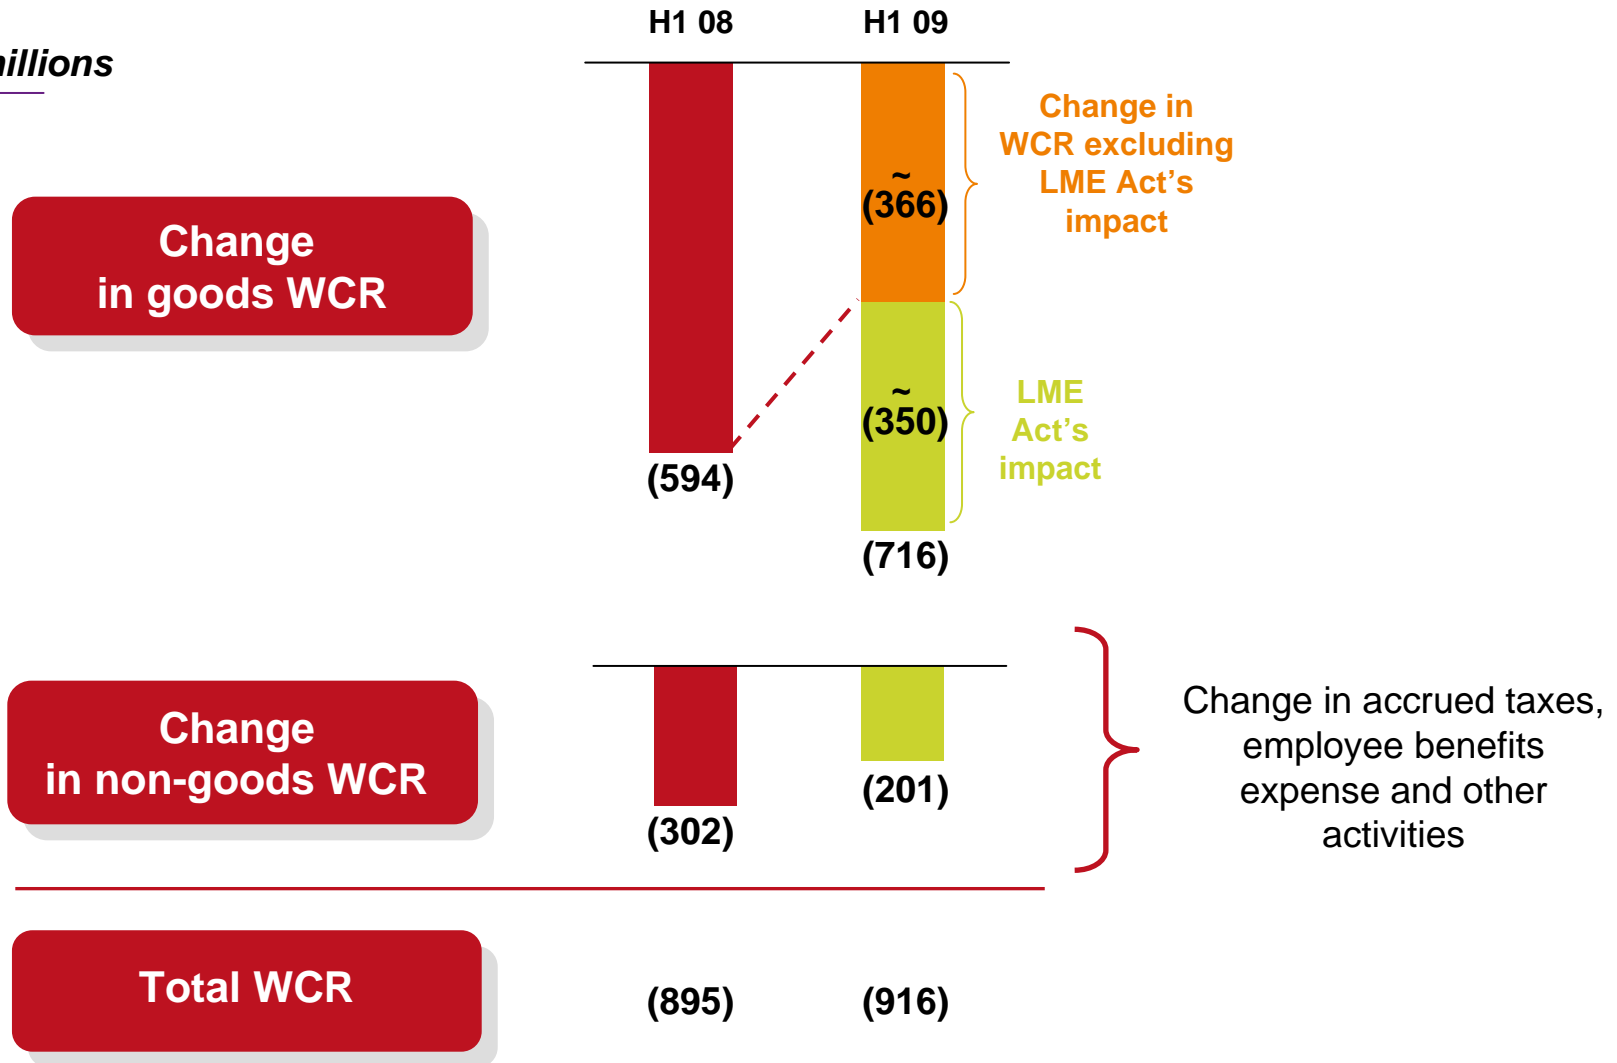 H1 08
H1 09
millions
Change in
WCR excluding
LME Act's
impact
~
(366)
Change
in goods WCR
~
(350)
LME
Act's
impact
(594)
(716)
Change
in non-goods WCR
(302)
(201)
Change in accrued taxes,
employee benefits
expense and other
activities
Total WCR
(895)
(916)